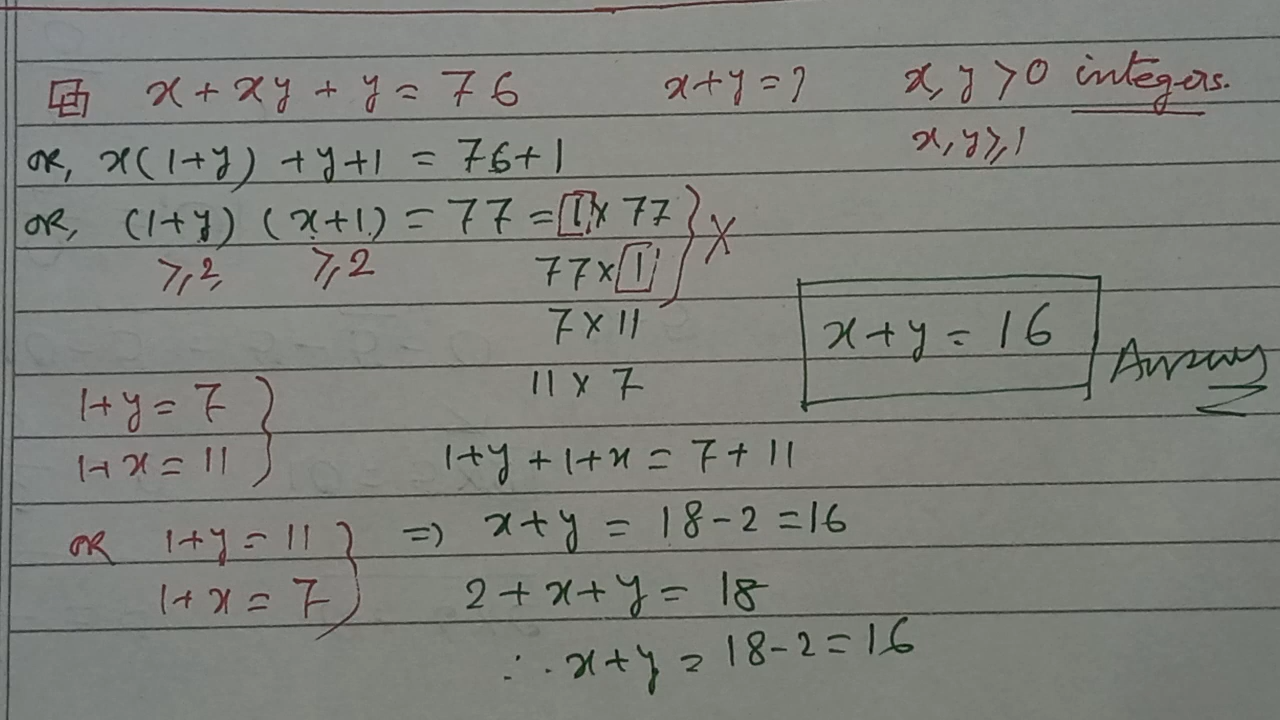 x + xy + y = 76 x+y = ? x, y > 0 integers.
OR, x(1+y) + y+1 = 76+1 x, y ≥ 1
OR, (1+y) (x+1) = 77 = 1 × 77 } X
≥2, ≥2 77 × 1
7 × 11
x + y = 16
11 × 7
1+y = 7 }
1+x = 11
1+y + 1+x = 7 + 11
OR 1+y = 11 } => x+y = 18-2 = 16
1+x = 7 2 + x + y = 18
∴ x+y = 18-2 = 16